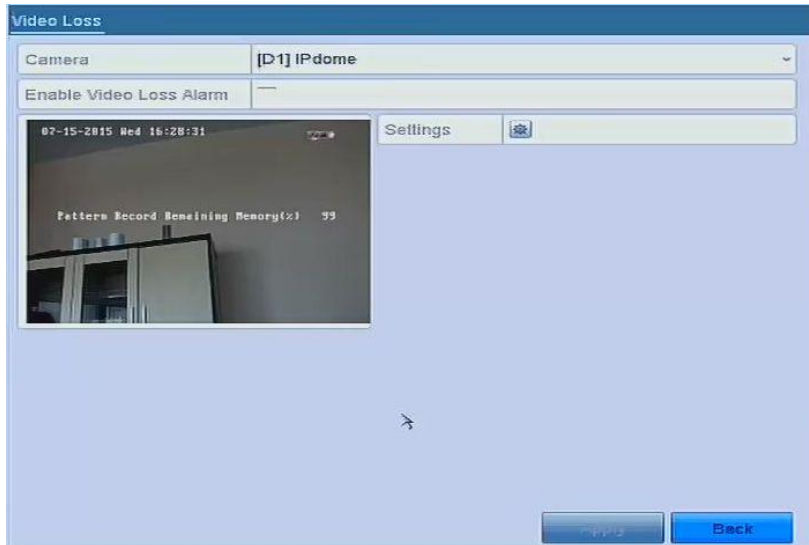 Video Loss
Camera [D1] IPdome
Enable Video Loss Alarm
07-15-2015 Wed 16:28:31
Settings
Pattern Record Remaining Memory(%) 99
Apply Back